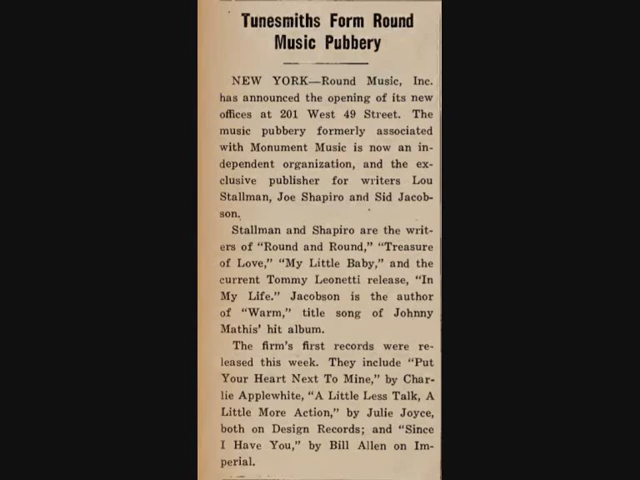 Tunesmiths Form Round
Music Pubbery
NEW YORK—Round Music, Inc.
has announced the opening of its new
offices at 201 West 49 Street. The
music pubbery formerly associated
with Monument Music is now an in-
dependent organization, and the ex-
clusive publisher for writers Lou
Stallman, Joe Shapiro and Sid Jacob-
son.
Stallman and Shapiro are the writ-
ers of “Round and Round,” “Treasure
of Love,” “My Little Baby,” and the
current Tommy Leonetti release, “In
My Life.” Jacobson is the author
of “Warm,” title song of Johnny
Mathis’ hit album.
The firm’s first records were re-
leased this week. They include “Put
Your Heart Next To Mine,” by Char-
lie Applewhite, “A Little Less Talk, A
Little More Action,” by Julie Joyce,
both on Design Records; and “Since
I Have You,” by Bill Allen on Im-
perial.